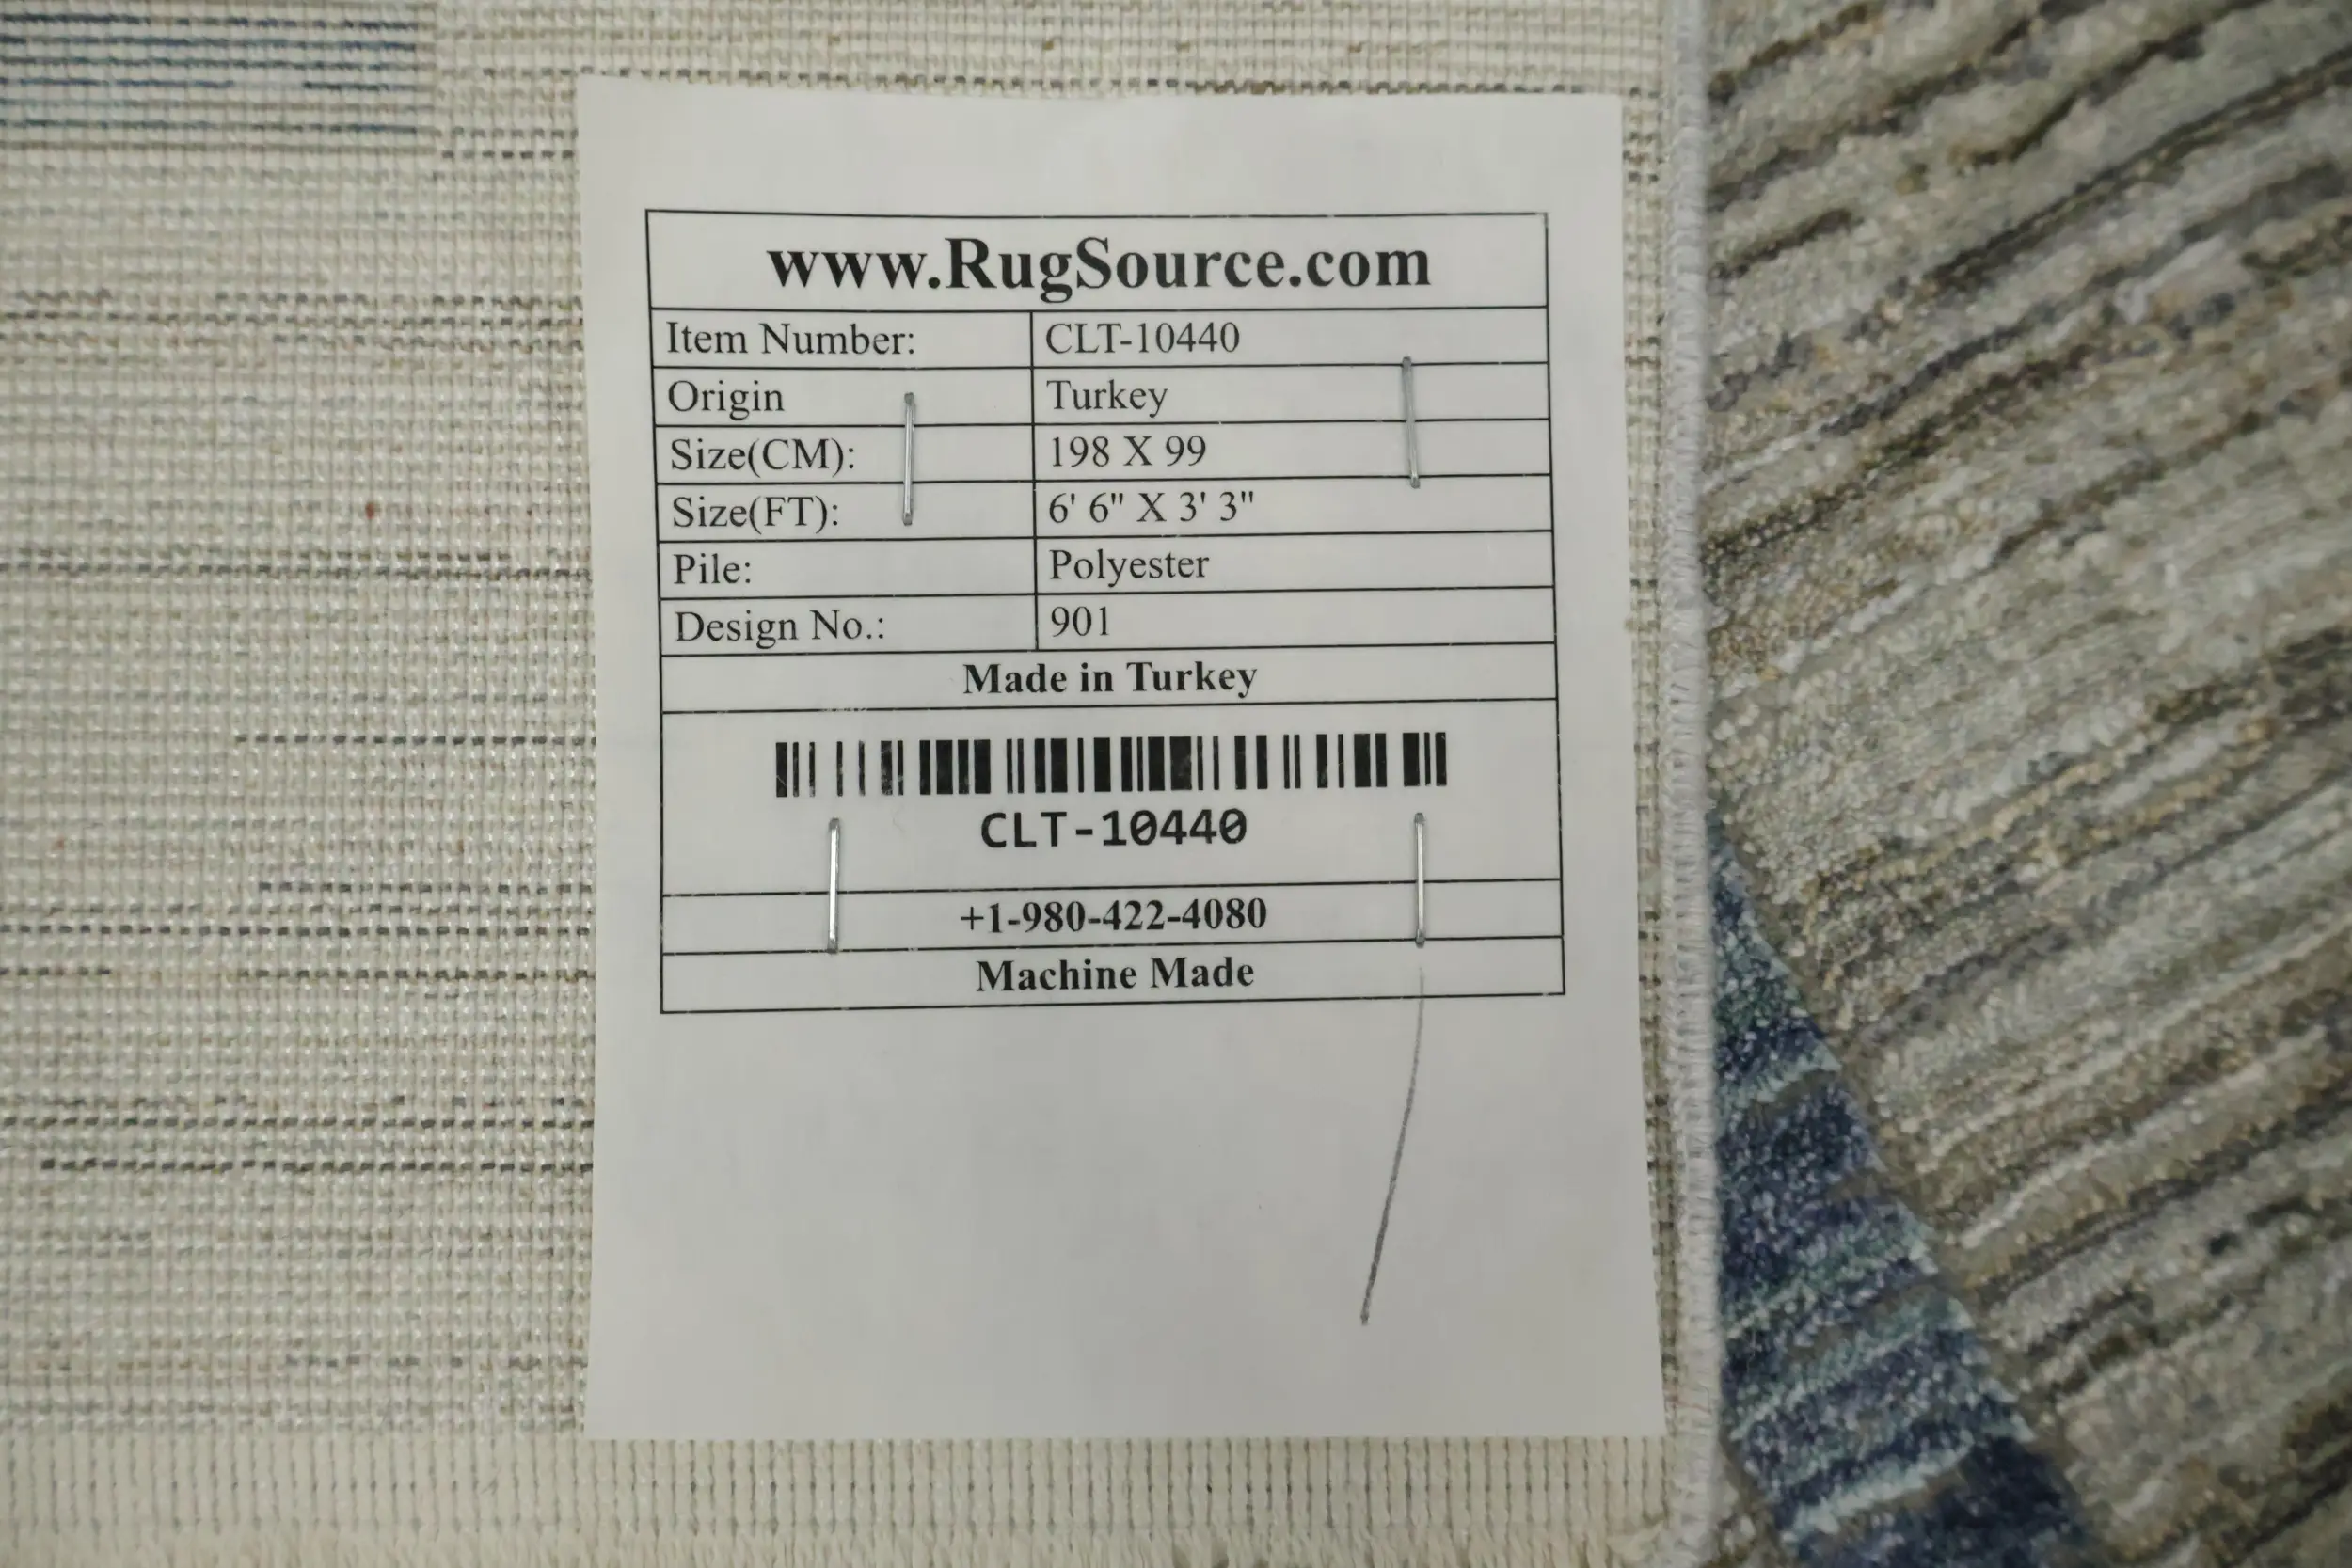 www.RugSource.com
Item Number: CLT-10440
Origin Turkey
Size(CM): 198 X 99
Size(FT): 6' 6" X 3' 3"
Pile: Polyester
Design No.: 901
Made in Turkey
CLT-10440
+1-980-422-4080
Machine Made